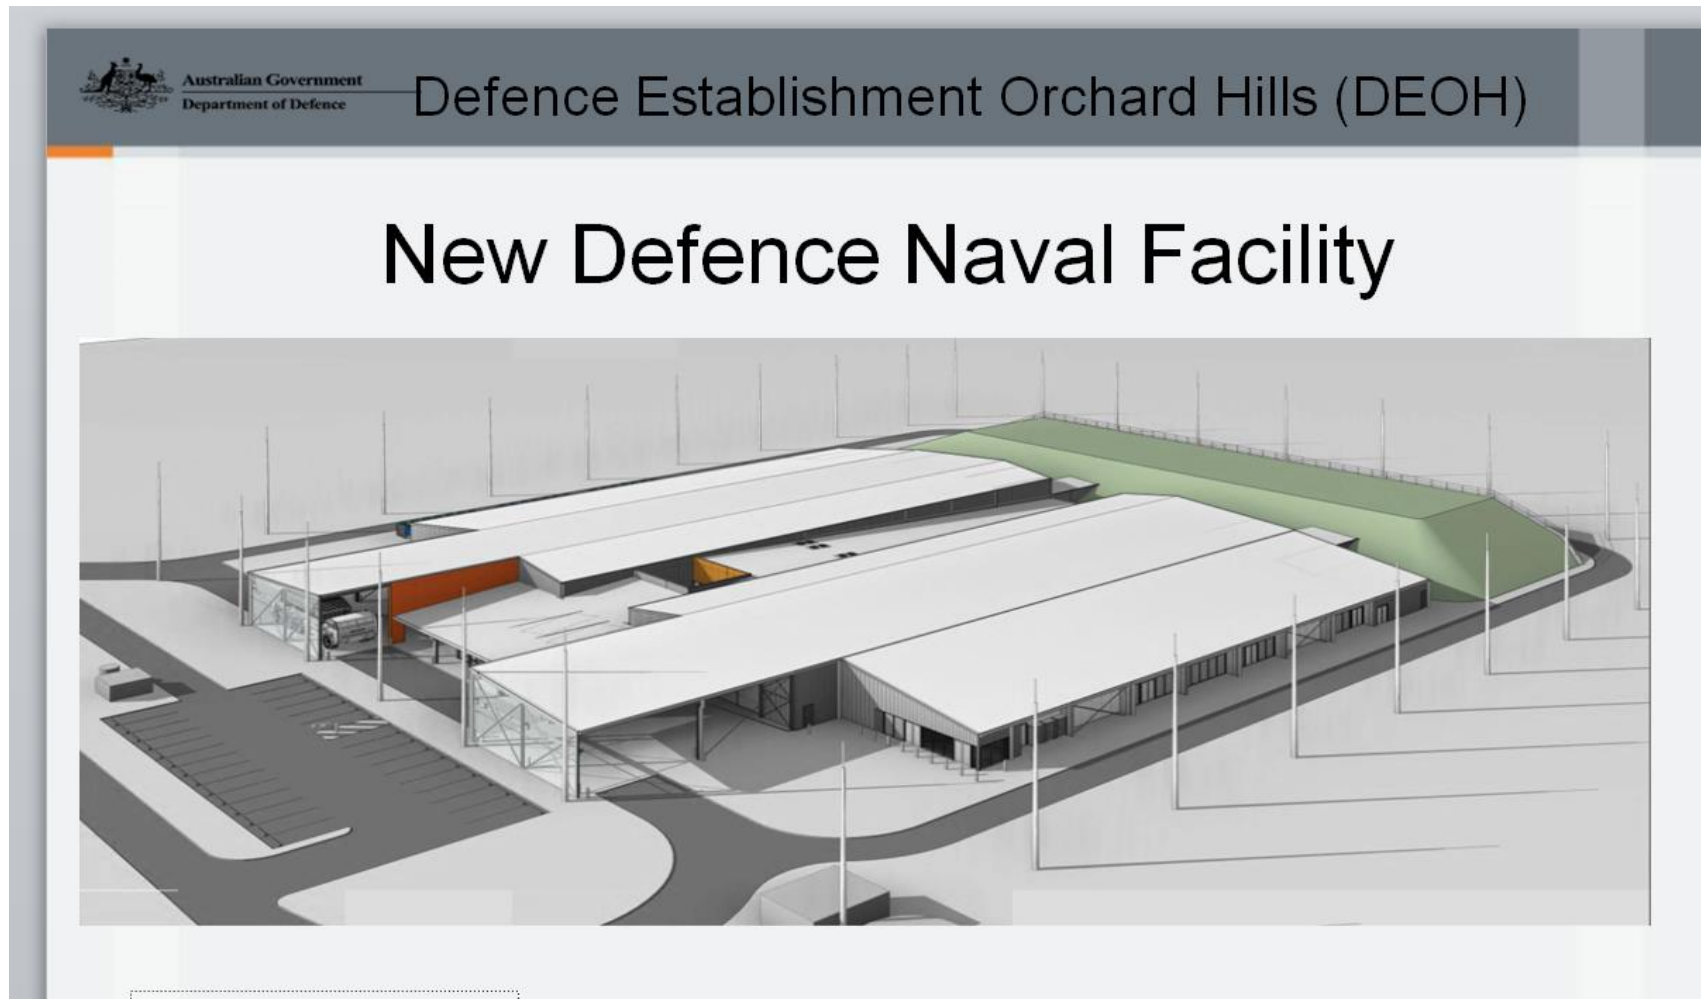 Australian Government
Department of Defence
Defence Establishment Orchard Hills (DEOH)
New Defence Naval Facility